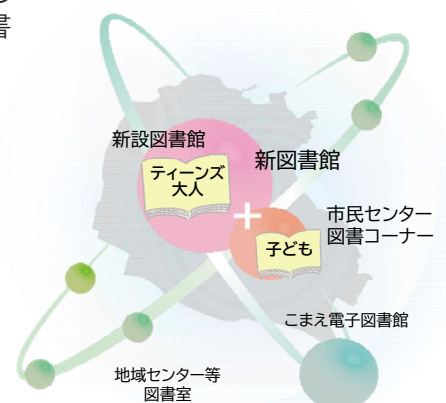 書
新設図書館
ティーンズ
大人
新図書館
+
市民センター
図書コーナー
子ども
こまえ電子図書館
地域センター等
図書室